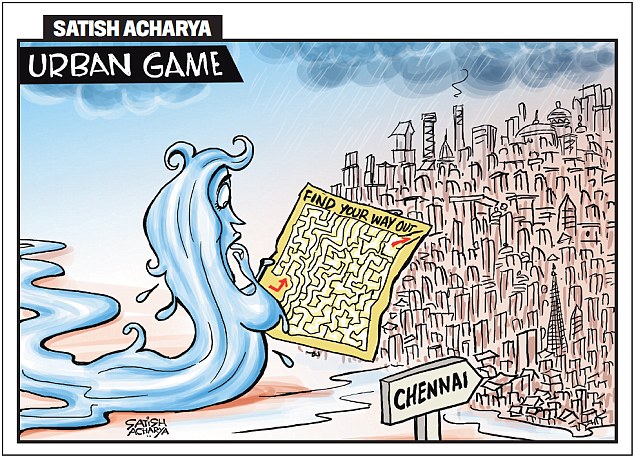 SATISH ACHARYA
URBAN GAME
FIND YOUR WAY OUT
CHENNAI
SATISH
ACHARYA